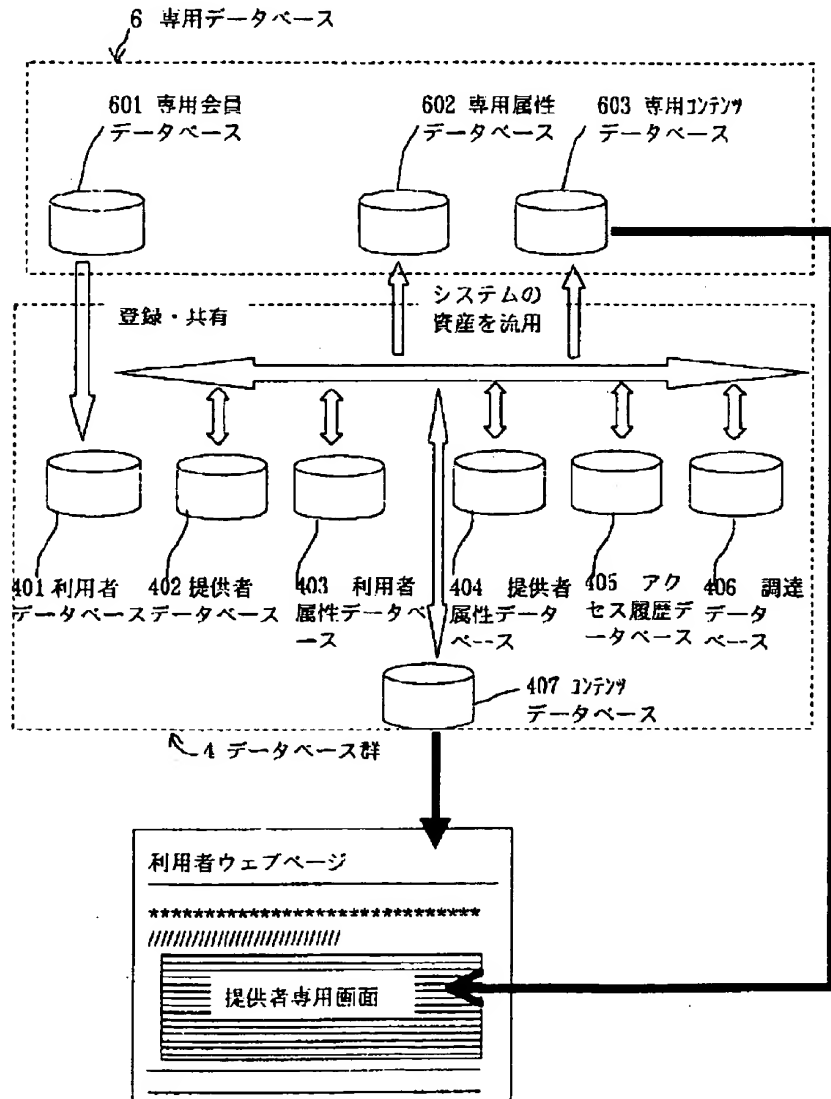 6 専用データベース
601 専用会員
データベース
602 専用属性
データベース
603 専用ｺﾝﾃﾝﾂ
データベース
登録・共有
システムの
資産を流用
401 利用者
データベース
402 提供者
データベース
403 利用者
属性データベ
ース
404 提供者
属性データ
ベース
405 アク
セス履歴デ
ータベース
406 調達
データ
ベース
407 ｺﾝﾃﾝﾂ
データベース
4 データベース群
利用者ウェブページ
******************************
////////////////////////////
提供者専用画面